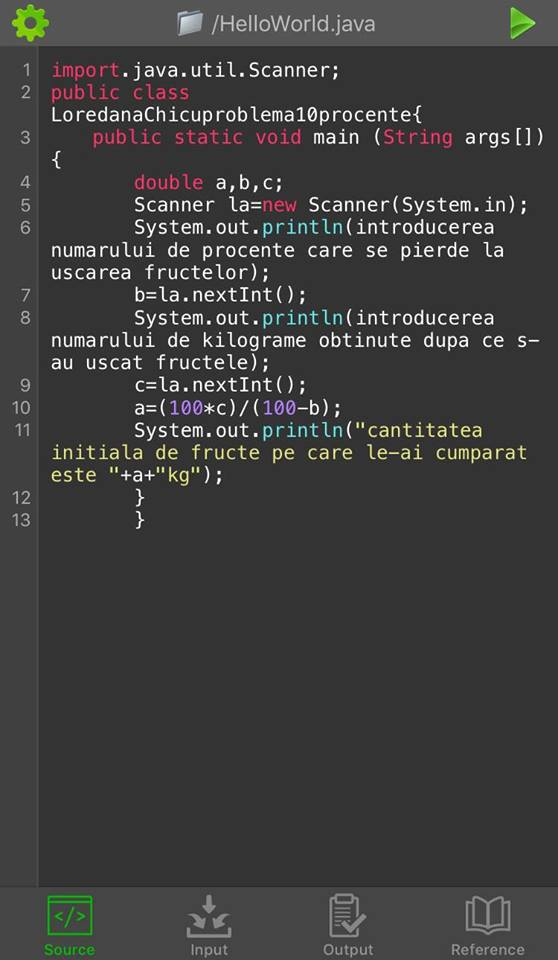 /HelloWorld.java
1 import.java.util.Scanner;
2 public class
LoredanaChicuproblema10procente{
3 public static void main (String args[])
{
4 double a,b,c;
5 Scanner la=new Scanner(System.in);
6 System.out.println(introducerea
numarului de procente care se pierde la
uscarea fructelor);
7 b=la.nextInt();
8 System.out.println(introducerea
numarului de kilograme obtinute dupa ce s-
au uscat fructele);
9 c=la.nextInt();
10 a=(100*c)/(100-b);
11 System.out.println("cantitatea
initiala de fructe pe care le-ai cumparat
este "+a+"kg");
12 }
13 }
</> 
Source Input Output Reference